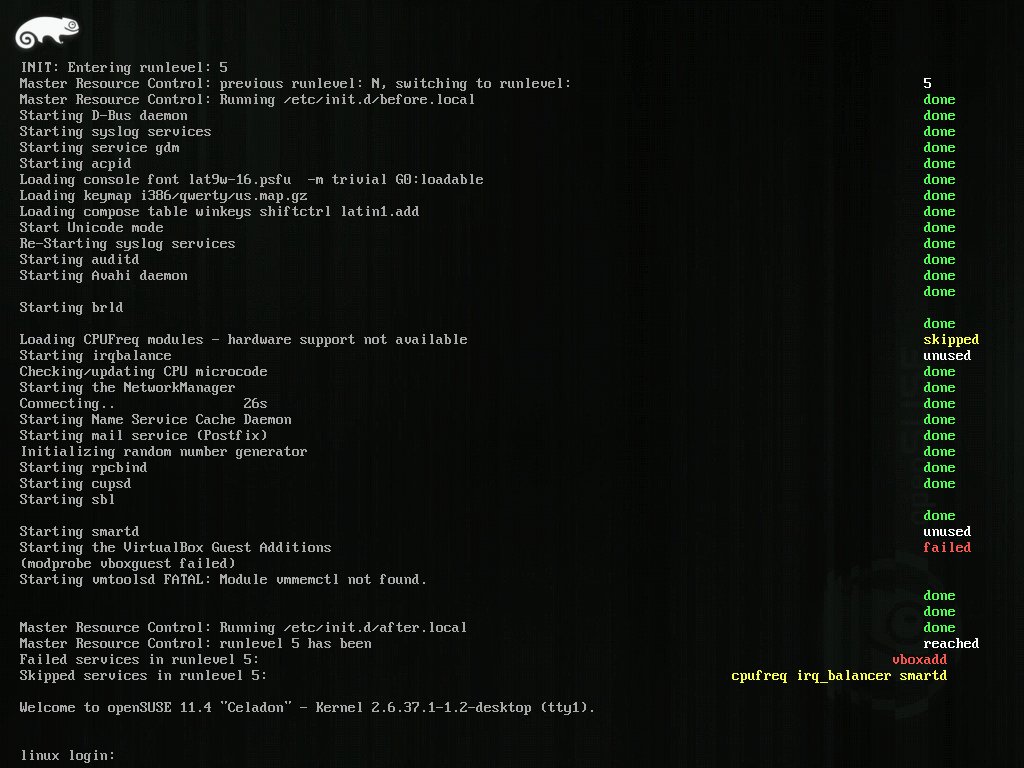 INIT: Entering runlevel: 5
Master Resource Control: previous runlevel: N, switching to runlevel: 5
Master Resource Control: Running /etc/init.d/before.local done
Starting D-Bus daemon done
Starting syslog services done
Starting service gdm done
Starting acpid done
Loading console font lat9w-16.psfu -m trivial G0:loadable done
Loading keymap i386/qwerty/us.map.gz done
Loading compose table winkeys shiftctrl latin1.add done
Start Unicode mode done
Re-Starting syslog services done
Starting auditd done
Starting Avahi daemon done
done
Starting brld
done
Loading CPUFreq modules - hardware support not available skipped
Starting irqbalance unused
Checking/updating CPU microcode done
Starting the NetworkManager done
Connecting.. 26s done
Starting Name Service Cache Daemon done
Starting mail service (Postfix) done
Initializing random number generator done
Starting rpcbind done
Starting cupsd done
Starting sbl
done
Starting smartd unused
Starting the VirtualBox Guest Additions failed
(modprobe vboxguest failed)
Starting vmtoolsd FATAL: Module vmmemctl not found.
done
done
Master Resource Control: Running /etc/init.d/after.local done
Master Resource Control: runlevel 5 has been reached
Failed services in runlevel 5: vboxadd
Skipped services in runlevel 5: cpufreq irq_balancer smartd
Welcome to openSUSE 11.4 "Celadon" - Kernel 2.6.37.1-1.2-desktop (tty1).
linux login: